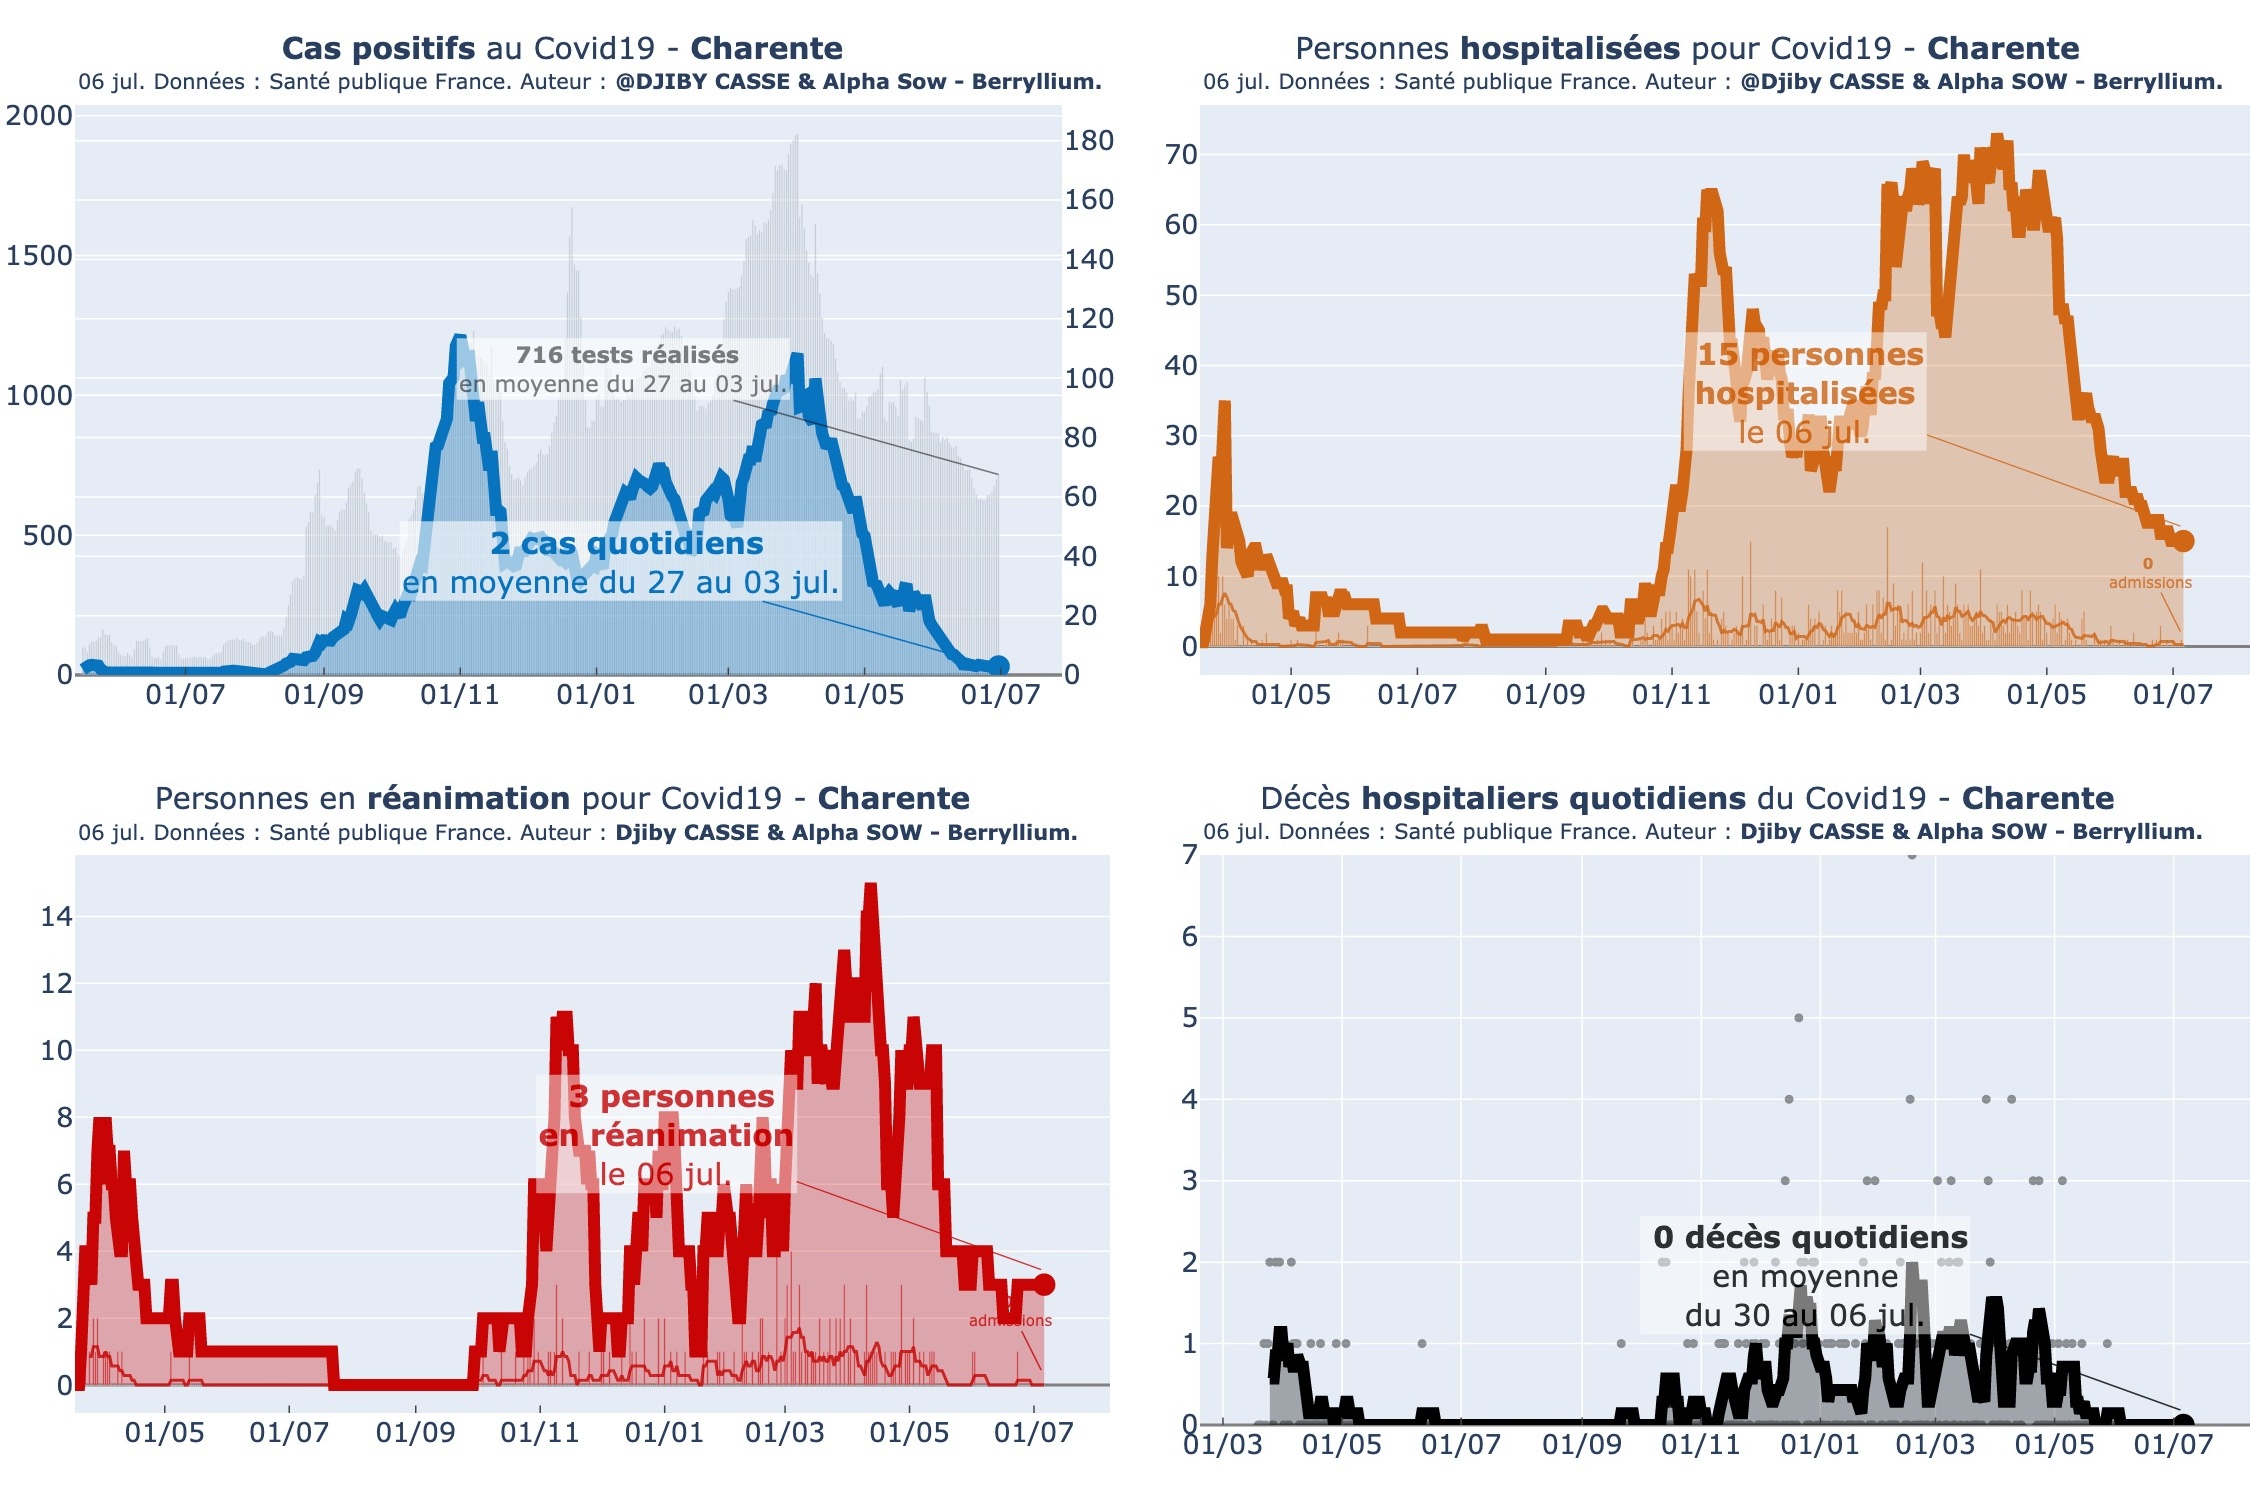 Cas positifs au Covid19 - Charente
06 jul. Données : Santé publique France. Auteur : @DJIBY CASSE & Alpha Sow - Berryllium.
2000
1500
1000
500
0
180
160
140
120
100
80
60
40
20
0
716 tests réalisés
en moyenne du 27 au 03 jul.
2 cas quotidiens
en moyenne du 27 au 03 jul.
01/07 01/09 01/11 01/01 01/03 01/05 01/07
Personnes hospitalisées pour Covid19 - Charente
06 jul. Données : Santé publique France. Auteur : @Djiby CASSE & Alpha SOW - Berryllium.
70
60
50
40
30
20
10
0
15 personnes
hospitalisées
le 06 jul.
0
admissions
01/05 01/07 01/09 01/11 01/01 01/03 01/05 01/07
Personnes en réanimation pour Covid19 - Charente
06 jul. Données : Santé publique France. Auteur : Djiby CASSE & Alpha SOW - Berryllium.
14
12
10
8
6
4
2
0
3 personnes
en réanimation
le 06 jul.
admissions
01/05 01/07 01/09 01/11 01/01 01/03 01/05 01/07
Décès hospitaliers quotidiens du Covid19 - Charente
06 jul. Données : Santé publique France. Auteur : Djiby CASSE & Alpha SOW - Berryllium.
7
6
5
4
3
2
1
0
0 décès quotidiens
en moyenne
du 30 au 06 jul.
01/03 01/05 01/07 01/09 01/11 01/01 01/03 01/05 01/07